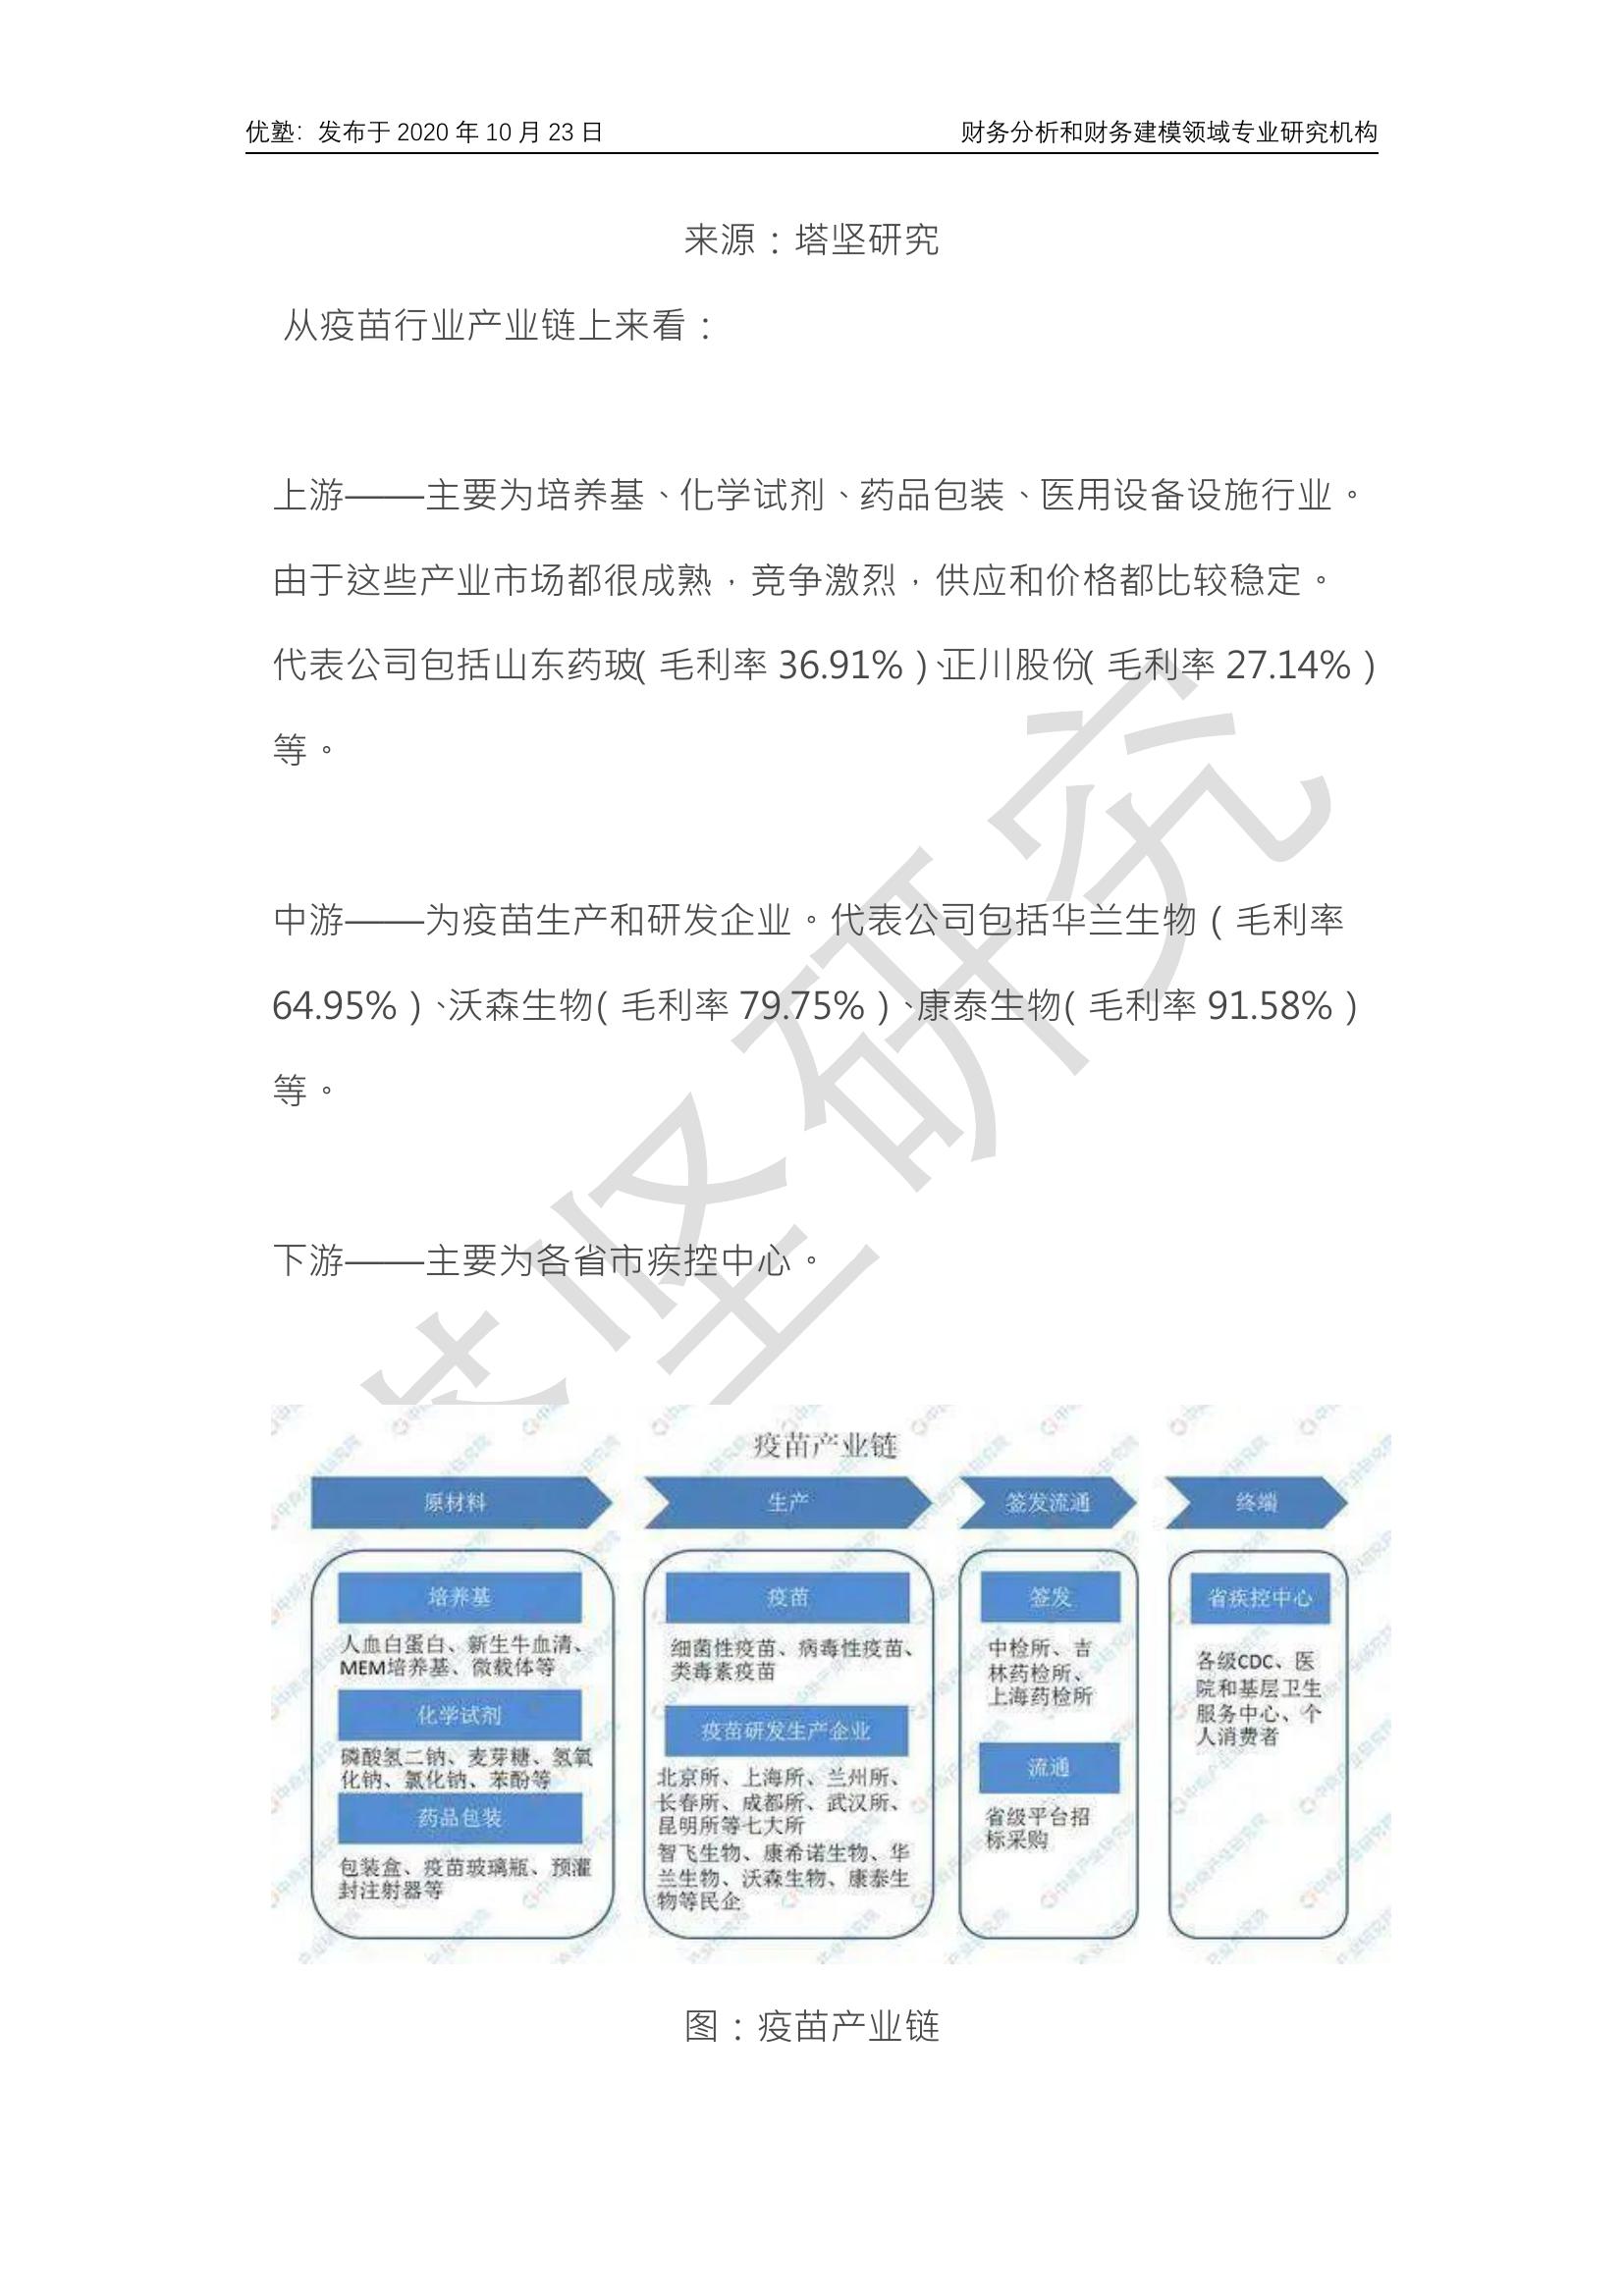 优塾：发布于 2020 年 10 月 23 日
财务分析和财务建模领域专业研究机构
来源：塔坚研究
从疫苗行业产业链上来看：
上游——主要为培养基、化学试剂、药品包装、医用设备设施行业。
由于这些产业市场都很成熟，竞争激烈，供应和价格都比较稳定。
代表公司包括山东药玻（毛利率 36.91%）、正川股份（毛利率 27.14%）
等。
中游——为疫苗生产和研发企业。代表公司包括华兰生物（毛利率
64.95%）、沃森生物（毛利率 79.75%）、康泰生物（毛利率 91.58%）
等。
下游——主要为各省市疾控中心。
坚研究
疫苗产业链
原材料
生产
签发流通
终端
培养基
人血白蛋白、新生牛血清、
MEM培养基、微载体等
化学试剂
磷酸氢二钠、麦芽糖、氢氧
化钠、氯化钠、苯酚等
药品包装
包装盒、疫苗玻璃瓶、预灌
封注射器等
疫苗
细菌性疫苗、病毒性疫苗、
类毒素疫苗
疫苗研发生产企业
北京所、上海所、兰州所、
长春所、成都所、武汉所、
昆明所等七大所
智飞生物、康希诺生物、华
兰生物、沃森生物、康泰生
物等民企
签发
中检所、吉
林药检所、
上海药检所
流通
省级平台招
标采购
省疾控中心
各级CDC、医
院和基层卫生
服务中心、个
人消费者
图：疫苗产业链